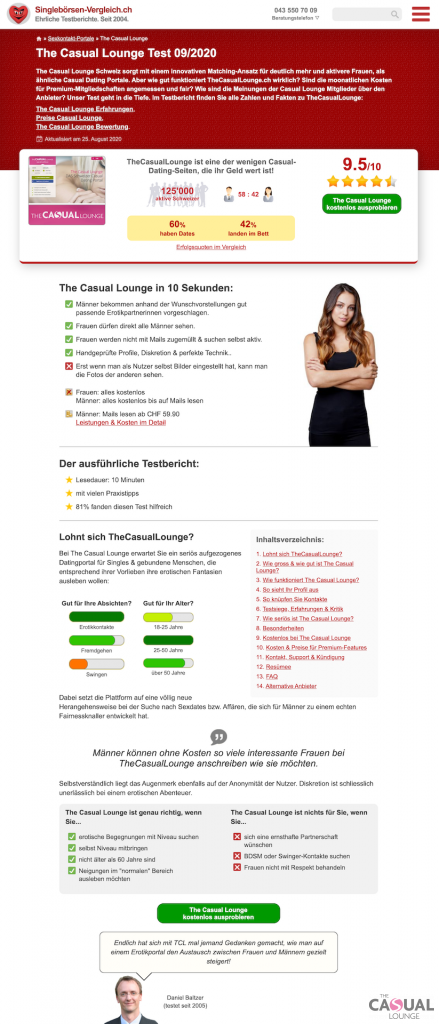 Singlebörsen-Vergleich.ch
Ehrliche Testberichte. Seit 2004.
043 550 70 09
Beratungstelefon
» Sexkontakt-Portale » The Casual Lounge
The Casual Lounge Test 09/2020
The Casual Lounge Schweiz sorgt mit einem innovativen Matching-Ansatz für deutlich mehr und aktivere Frauen, als
ähnliche Casual Dating Portale. Aber wie gut funktioniert TheCasualLounge.ch wirklich? Sind die moonatlichen Kosten
für Premium-Mitgliedschaften angemessen und fair? Wie sind die Meinungen der Casual Lounge Mitglieder über den
Anbieter? Unser Test geht in die Tiefe. Im Testbericht finden Sie alle Zahlen und Fakten zu TheCasualLounge:
The Casual Lounge Erfahrungen,
Preise Casual Lounge,
The Casual Lounge Bewertung.
Aktualisiert am 25. August 2020
THE CASUAL LOUNGE
TheCasualLounge ist eine der wenigen Casual-
Dating-Seiten, die ihr Geld wert ist!
125'000
aktive Schweizer
58 : 42
60%
haben Dates
42%
landen im Bett
Erfolgsquoten im Vergleich
9.5/10
The Casual Lounge
kostenlos ausprobieren
The Casual Lounge in 10 Sekunden:
Männer bekommen anhand der Wunschvorstellungen gut
passende Erotikpartnerinnen vorgeschlagen.
Frauen dürfen direkt alle Männer sehen.
Frauen werden nicht mit Mails zugemüllt & suchen selbst aktiv.
Handgeprüfte Profile, Diskretion & perfekte Technik..
Erst wenn man als Nutzer selbst Bilder eingestellt hat, kann man
die Fotos der anderen sehen.
Frauen: alles kostenlos
Männer: alles kostenlos bis auf Mails lesen
Männer: Mails lesen ab CHF 59.90
Leistungen & Kosten im Detail
Der ausführliche Testbericht:
Lesedauer: 10 Minuten
mit vielen Praxistipps
81% fanden diesen Test hilfreich
Lohnt sich TheCasualLounge?
Bei The Casual Lounge erwartet Sie ein seriös aufgezogenes
Datingportal für Singles & gebundene Menschen, die
entsprechend ihrer Vorlieben ihre erotischen Fantasien
ausleben wollen:
Gut für Ihre Absichten?
Erotikkontakte
Fremdgehen
Swingen
Gut für Ihr Alter?
18-25 Jahre
25-50 Jahre
über 50 Jahre
Inhaltsverzeichnis:
1. Lohnt sich TheCasualLounge?
2. Wie gross & wie gut ist The Casual
Lounge?
3. Wie funktioniert The Casual Lounge?
4. So sieht Ihr Profil aus
5. So knüpfen Sie Kontakte
6. Testsiege, Erfahrungen & Kritik
7. Wie seriös ist The Casual Lounge?
8. Besonderheiten
9. Kostenlos bei The Casual Lounge
10. Kosten & Preise für Premium-Features
11. Kontakt, Support & Kündigung
12. Resümee
13. FAQ
14. Alternative Anbieter
Dabei setzt die Plattform auf eine völlig neue
Herangehensweise bei der Suche nach Sexdates bzw. Affären, die sich für Männer zu einem echten
Fairnessknaller entwickelt hat.
Männer können ohne Kosten so viele interessante Frauen bei
TheCasualLounge anschreiben wie sie möchten.
Selbstverständlich liegt das Augenmerk ebenfalls auf der Anonymität der Nutzer. Diskretion ist schliesslich
unerlässlich bei einem erotischen Abenteuer.
The Casual Lounge ist genau richtig, wenn
Sie...
erotische Begegnungen mit Niveau suchen
selbst Niveau mitbringen
nicht älter als 60 Jahre sind
Neigungen im "normalen" Bereich
ausleben möchten
The Casual Lounge ist nichts für Sie, wenn
Sie...
sich eine ernsthafte Partnerschaft
wünschen
BDSM oder Swinger-Kontakte suchen
Frauen nicht mit Respekt behandeln
The Casual Lounge
kostenlos ausprobieren
Endlich hat sich mit TCL mal jemand Gedanken gemacht, wie man auf
einem Erotikportal den Austausch zwischen Frauen und Männern gezielt
steigert!
Daniel Baltzer
(testet seit 2005)
THE
CASUAL
LOUNGE